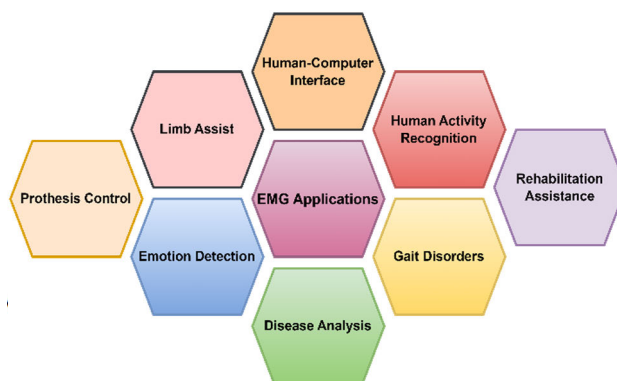 Human-Computer
Interface
Limb Assist
Human Activity
Recognition
Prothesis Control
EMG Applications
Rehabilitation
Assistance
Emotion Detection
Gait Disorders
Disease Analysis